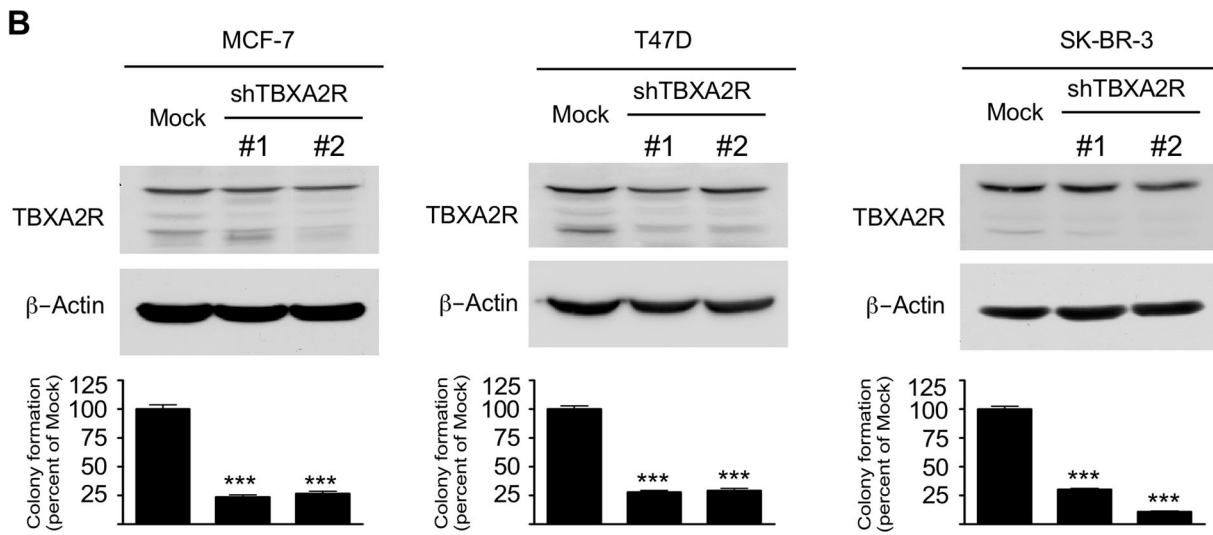 B
MCF-7
Mock
shTBXA2R
#1 #2
TBXA2R
β-Actin
Colony formation
(percent of Mock)
125
100
75
50
25
*** ***
T47D
Mock
shTBXA2R
#1 #2
TBXA2R
β-Actin
Colony formation
(percent of Mock)
125
100
75
50
25
*** ***
SK-BR-3
Mock
shTBXA2R
#1 #2
TBXA2R
β-Actin
Colony formation
(percent of Mock)
125
100
75
50
25
***
***